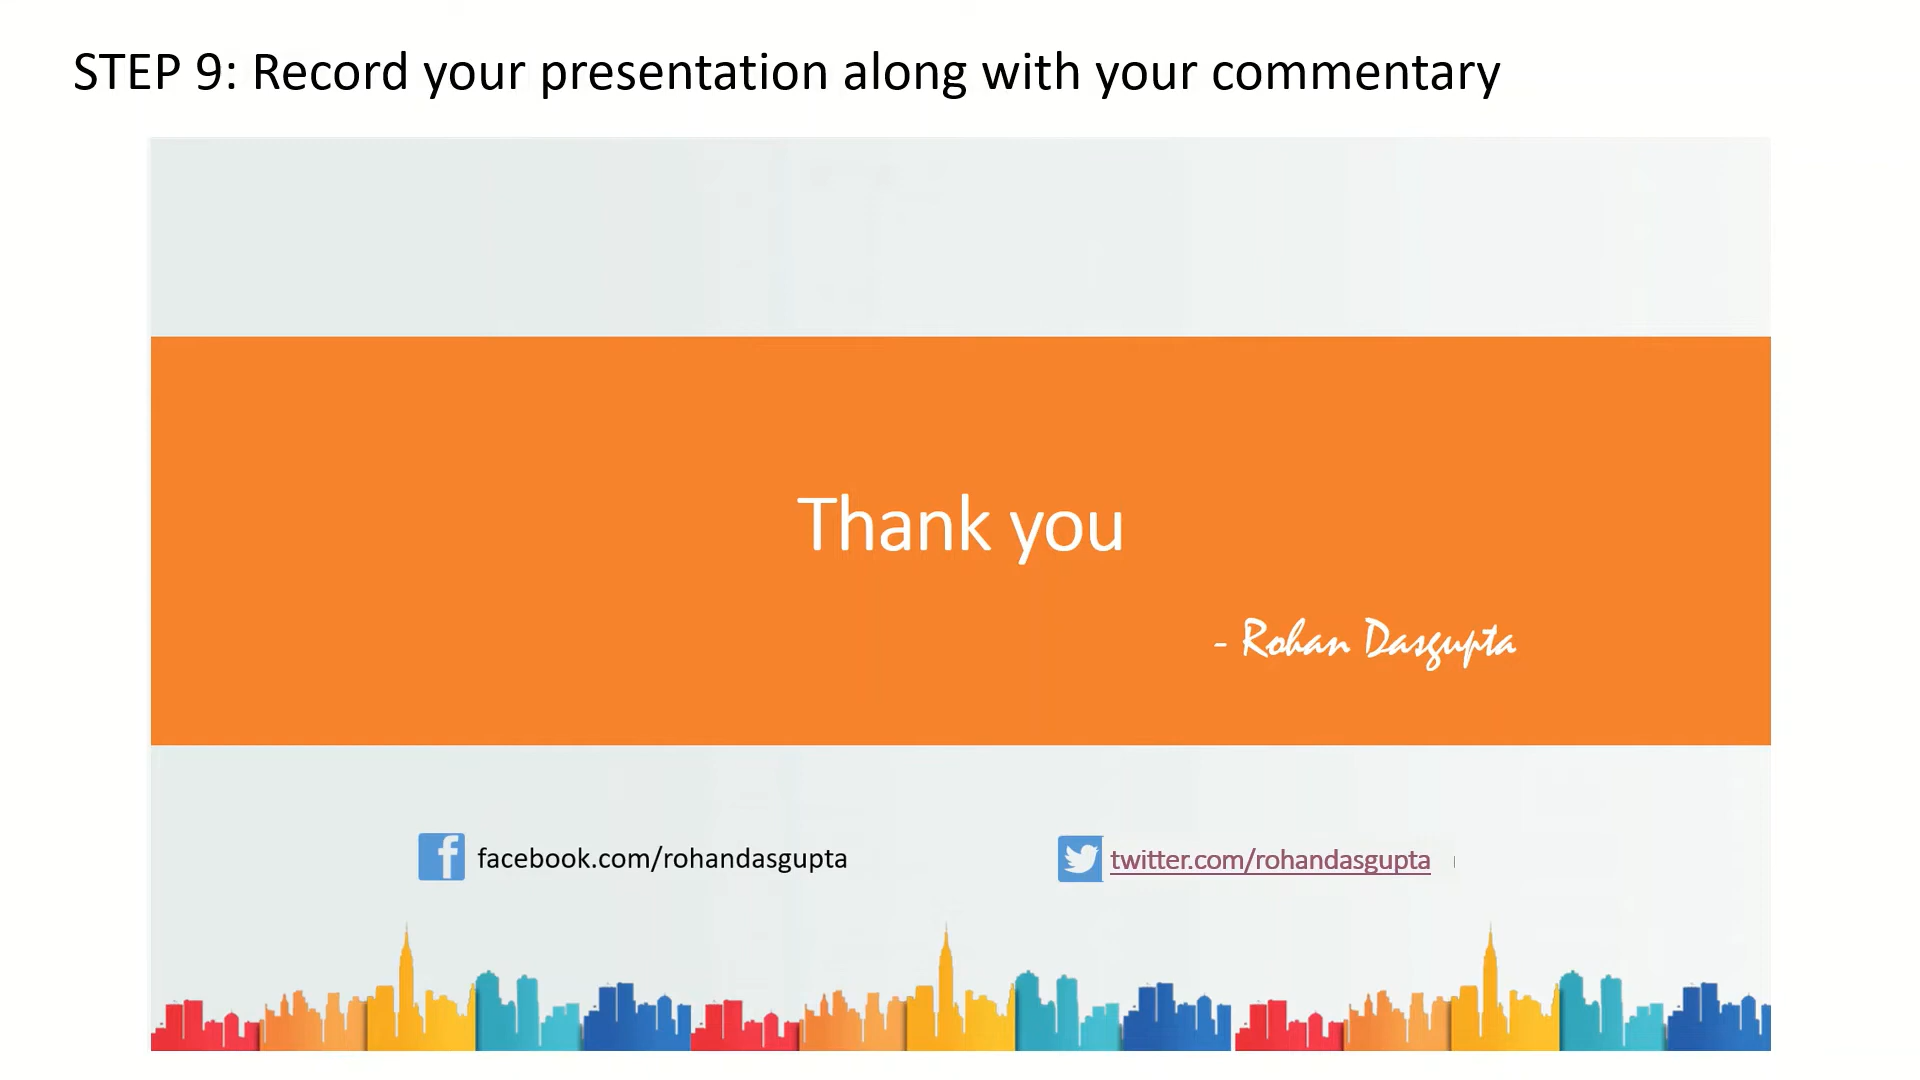 STEP 9: Record your presentation along with your commentary
Thank you
- Rohan Dasgupta
facebook.com/rohandasgupta
twitter.com/rohandasgupta